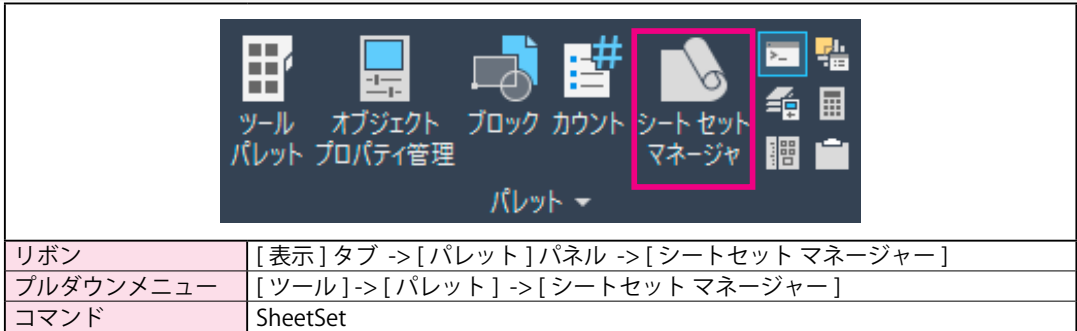 ツール パレット
オブジェクト プロパティ管理
ブロック
カウント
シート セット マネージャ
パレット
リボン [ 表示 ] タブ -> [ パレット ] パネル -> [ シートセット マネージャー ]
プルダウンメニュー [ ツール ] -> [ パレット ] -> [ シートセット マネージャー ]
コマンド SheetSet